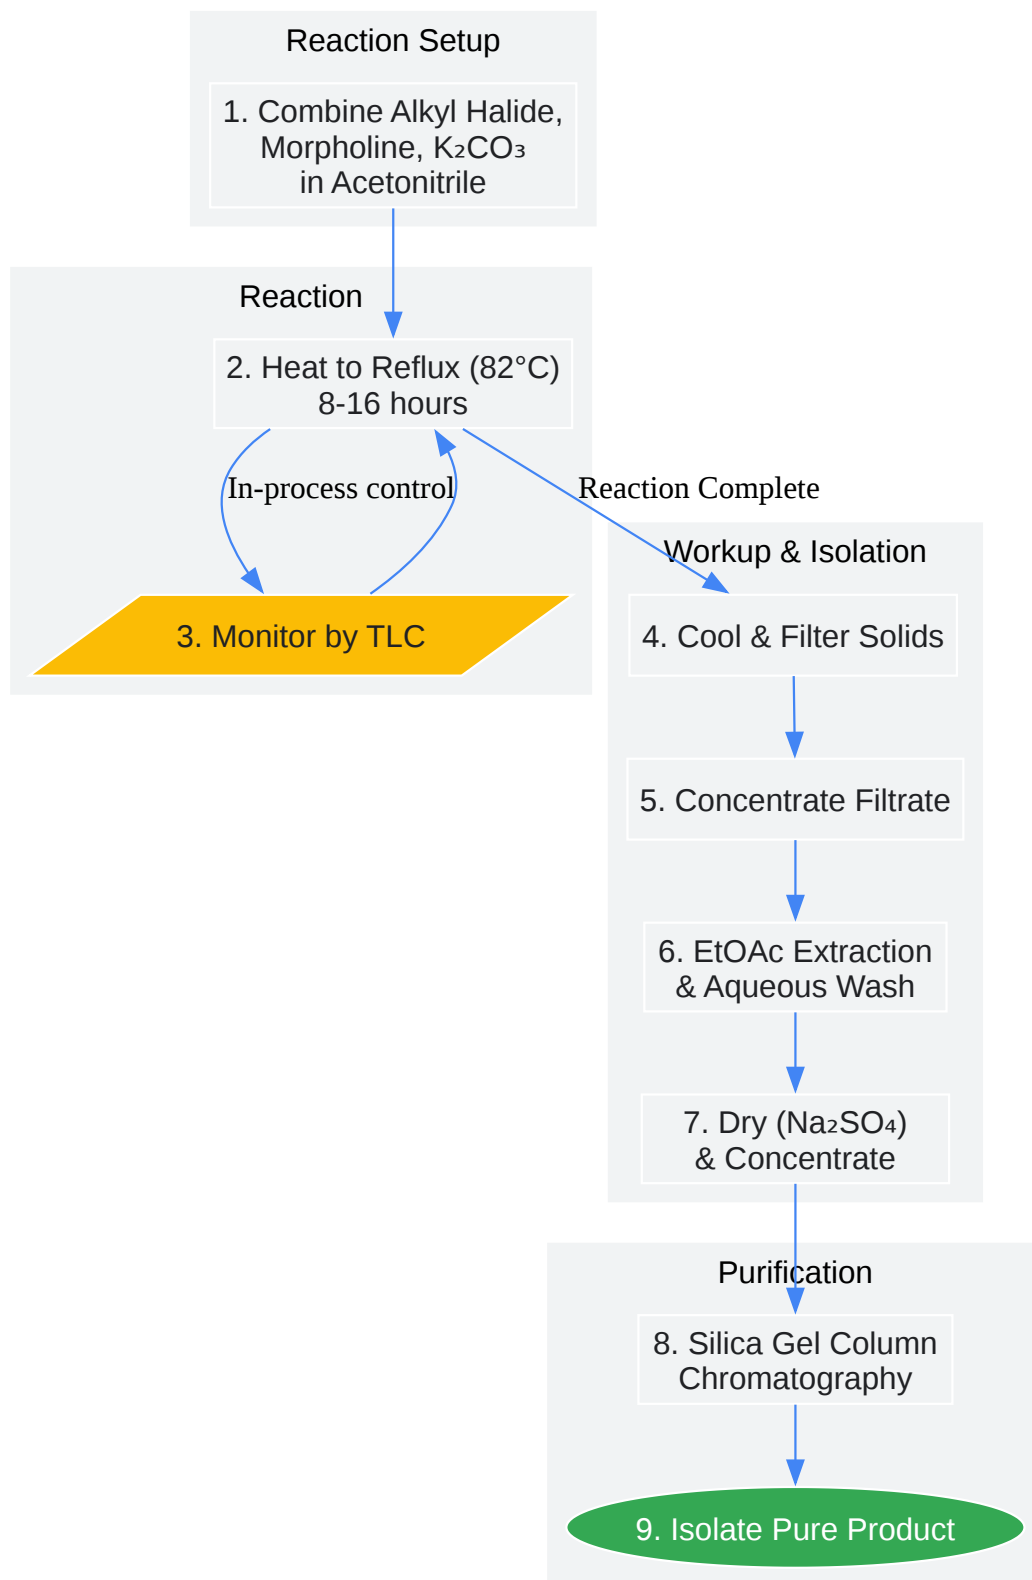 Reaction Setup
1. Combine Alkyl Halide,
Morpholine, K₂CO₃
in Acetonitrile
Reaction
2. Heat to Reflux (82°C)
8-16 hours
In-process control
Reaction Complete
3. Monitor by TLC
Workup & Isolation
4. Cool & Filter Solids
5. Concentrate Filtrate
6. EtOAc Extraction
& Aqueous Wash
7. Dry (Na₂SO₄)
& Concentrate
Purification
8. Silica Gel Column
Chromatography
9. Isolate Pure Product